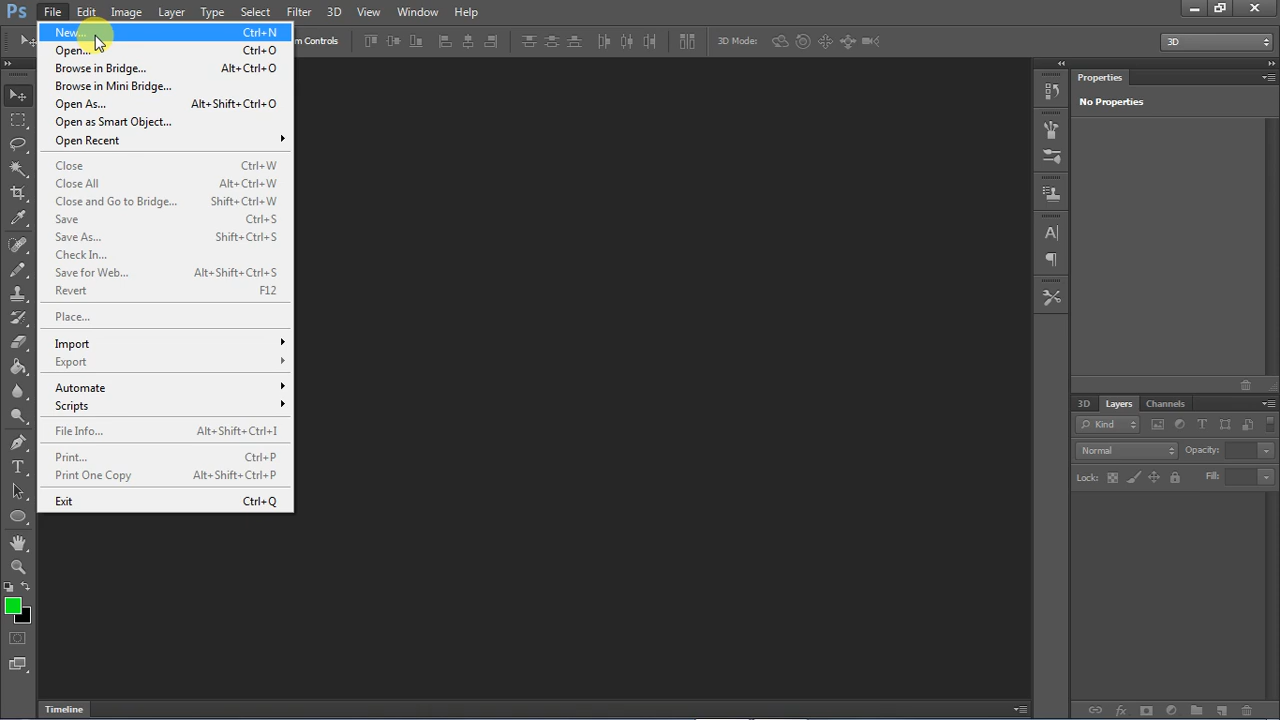 Ps File Edit Image Layer Type Select Filter 3D View Window Help
m Controls 3D Mode: 3D
New... Ctrl+N
Open... Ctrl+O
Browse in Bridge... Alt+Ctrl+O
Browse in Mini Bridge...
Open As... Alt+Shift+Ctrl+O
Open as Smart Object...
Open Recent
Close Ctrl+W
Close All Alt+Ctrl+W
Close and Go to Bridge... Shift+Ctrl+W
Save Ctrl+S
Save As... Shift+Ctrl+S
Check In...
Save for Web... Alt+Shift+Ctrl+S
Revert F12
Place...
Import
Export
Automate
Scripts
File Info... Alt+Shift+Ctrl+I
Print... Ctrl+P
Print One Copy Alt+Shift+Ctrl+P
Exit Ctrl+Q
Properties
No Properties
3D Layers Channels
Kind
Normal Opacity:
Lock: Fill:
Timeline